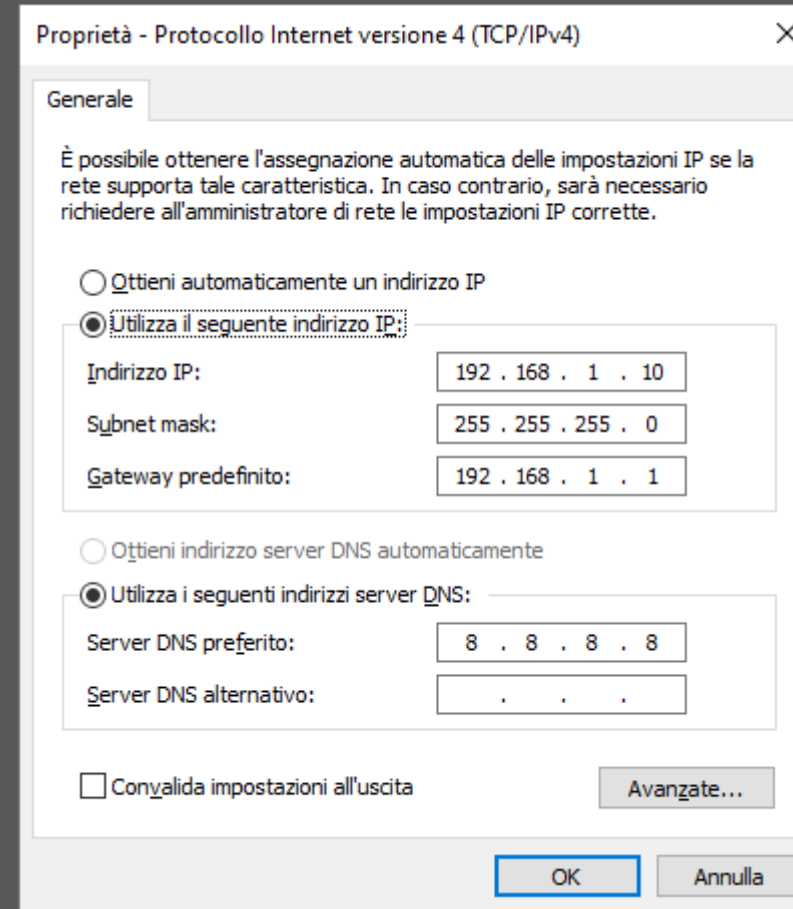 Proprietà - Protocollo Internet versione 4 (TCP/IPv4)
Generale
È possibile ottenere l'assegnazione automatica delle impostazioni IP se la
rete supporta tale caratteristica. In caso contrario, sarà necessario
richiedere all'amministratore di rete le impostazioni IP corrette.
Ottieni automaticamente un indirizzo IP
Utilizza il seguente indirizzo IP:
Indirizzo IP: 192 . 168 . 1 . 10
Subnet mask: 255 . 255 . 255 . 0
Gateway predefinito: 192 . 168 . 1 . 1
Ottieni indirizzo server DNS automaticamente
Utilizza i seguenti indirizzi server DNS:
Server DNS preferito: 8 . 8 . 8 . 8
Server DNS alternativo: . . .
Convalida impostazioni all'uscita Avanzate...
OK Annulla